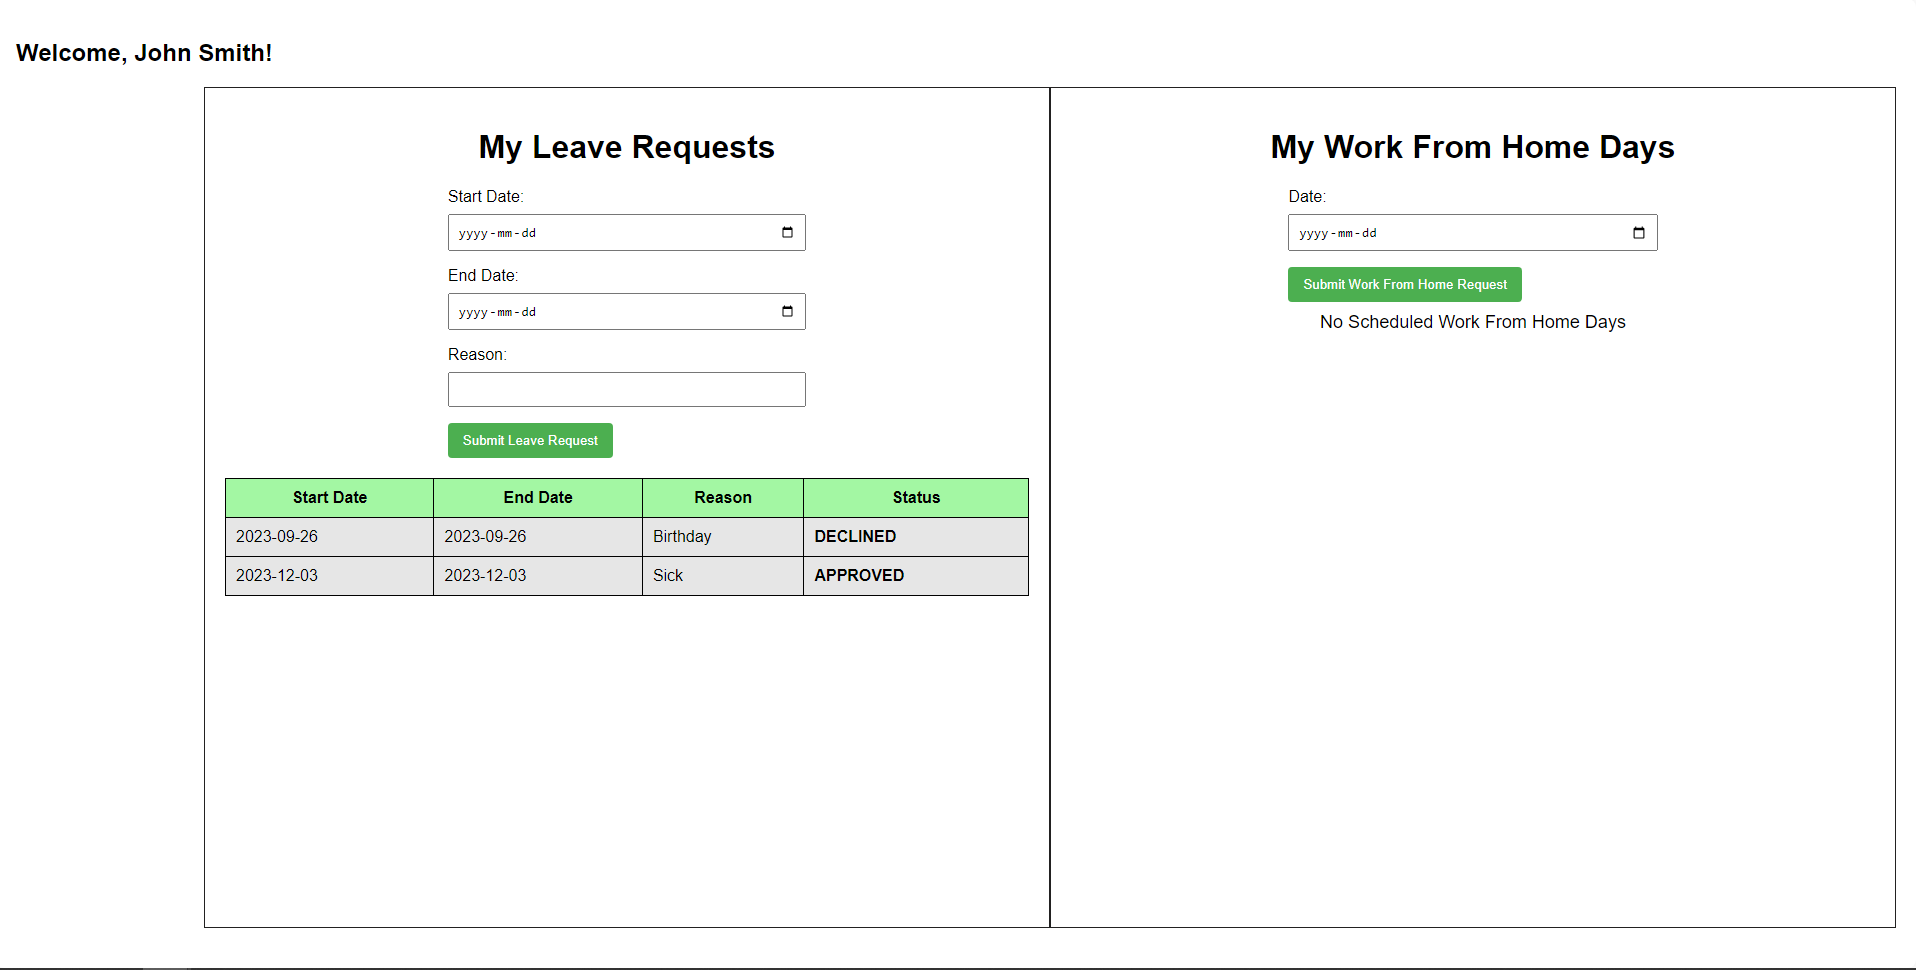 Welcome, John Smith!
My Leave Requests
Start Date:
yyyy-mm-dd
End Date:
yyyy-mm-dd
Reason:
Submit Leave Request
Start Date End Date Reason Status
2023-09-26 2023-09-26 Birthday DECLINED
2023-12-03 2023-12-03 Sick APPROVED
My Work From Home Days
Date:
yyyy-mm-dd
Submit Work From Home Request
No Scheduled Work From Home Days